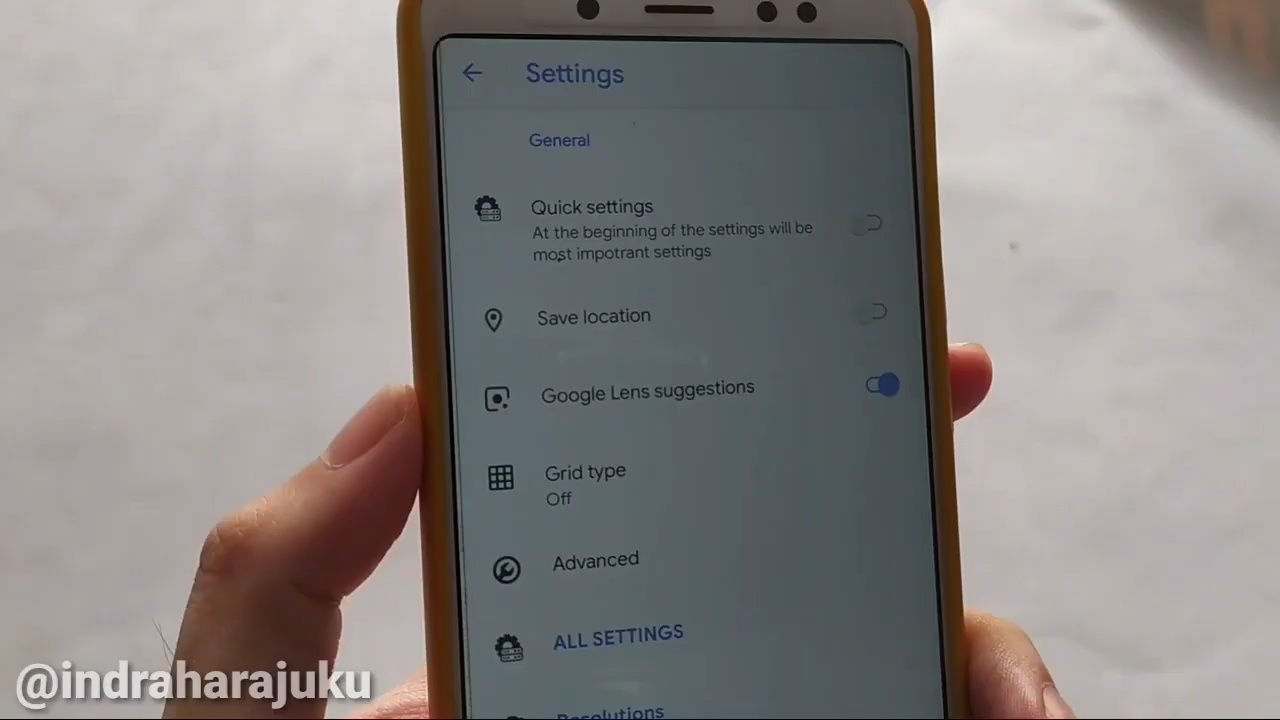 Settings
General
Quick settings
At the beginning of the settings will be
most impotrant settings
Save location
Google Lens suggestions
Grid type
Off
Advanced
ALL SETTINGS
Resolutions
@indraharajuku